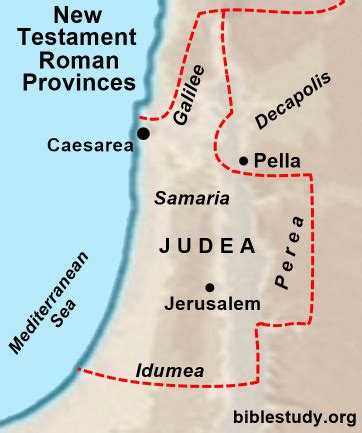 New
Testament
Roman
Provinces
Galilee
Decapolis
Caesarea
Pella
Samaria
JUDEA
Perea
Mediterranean
Sea
Jerusalem
Idumea
biblestudy.org